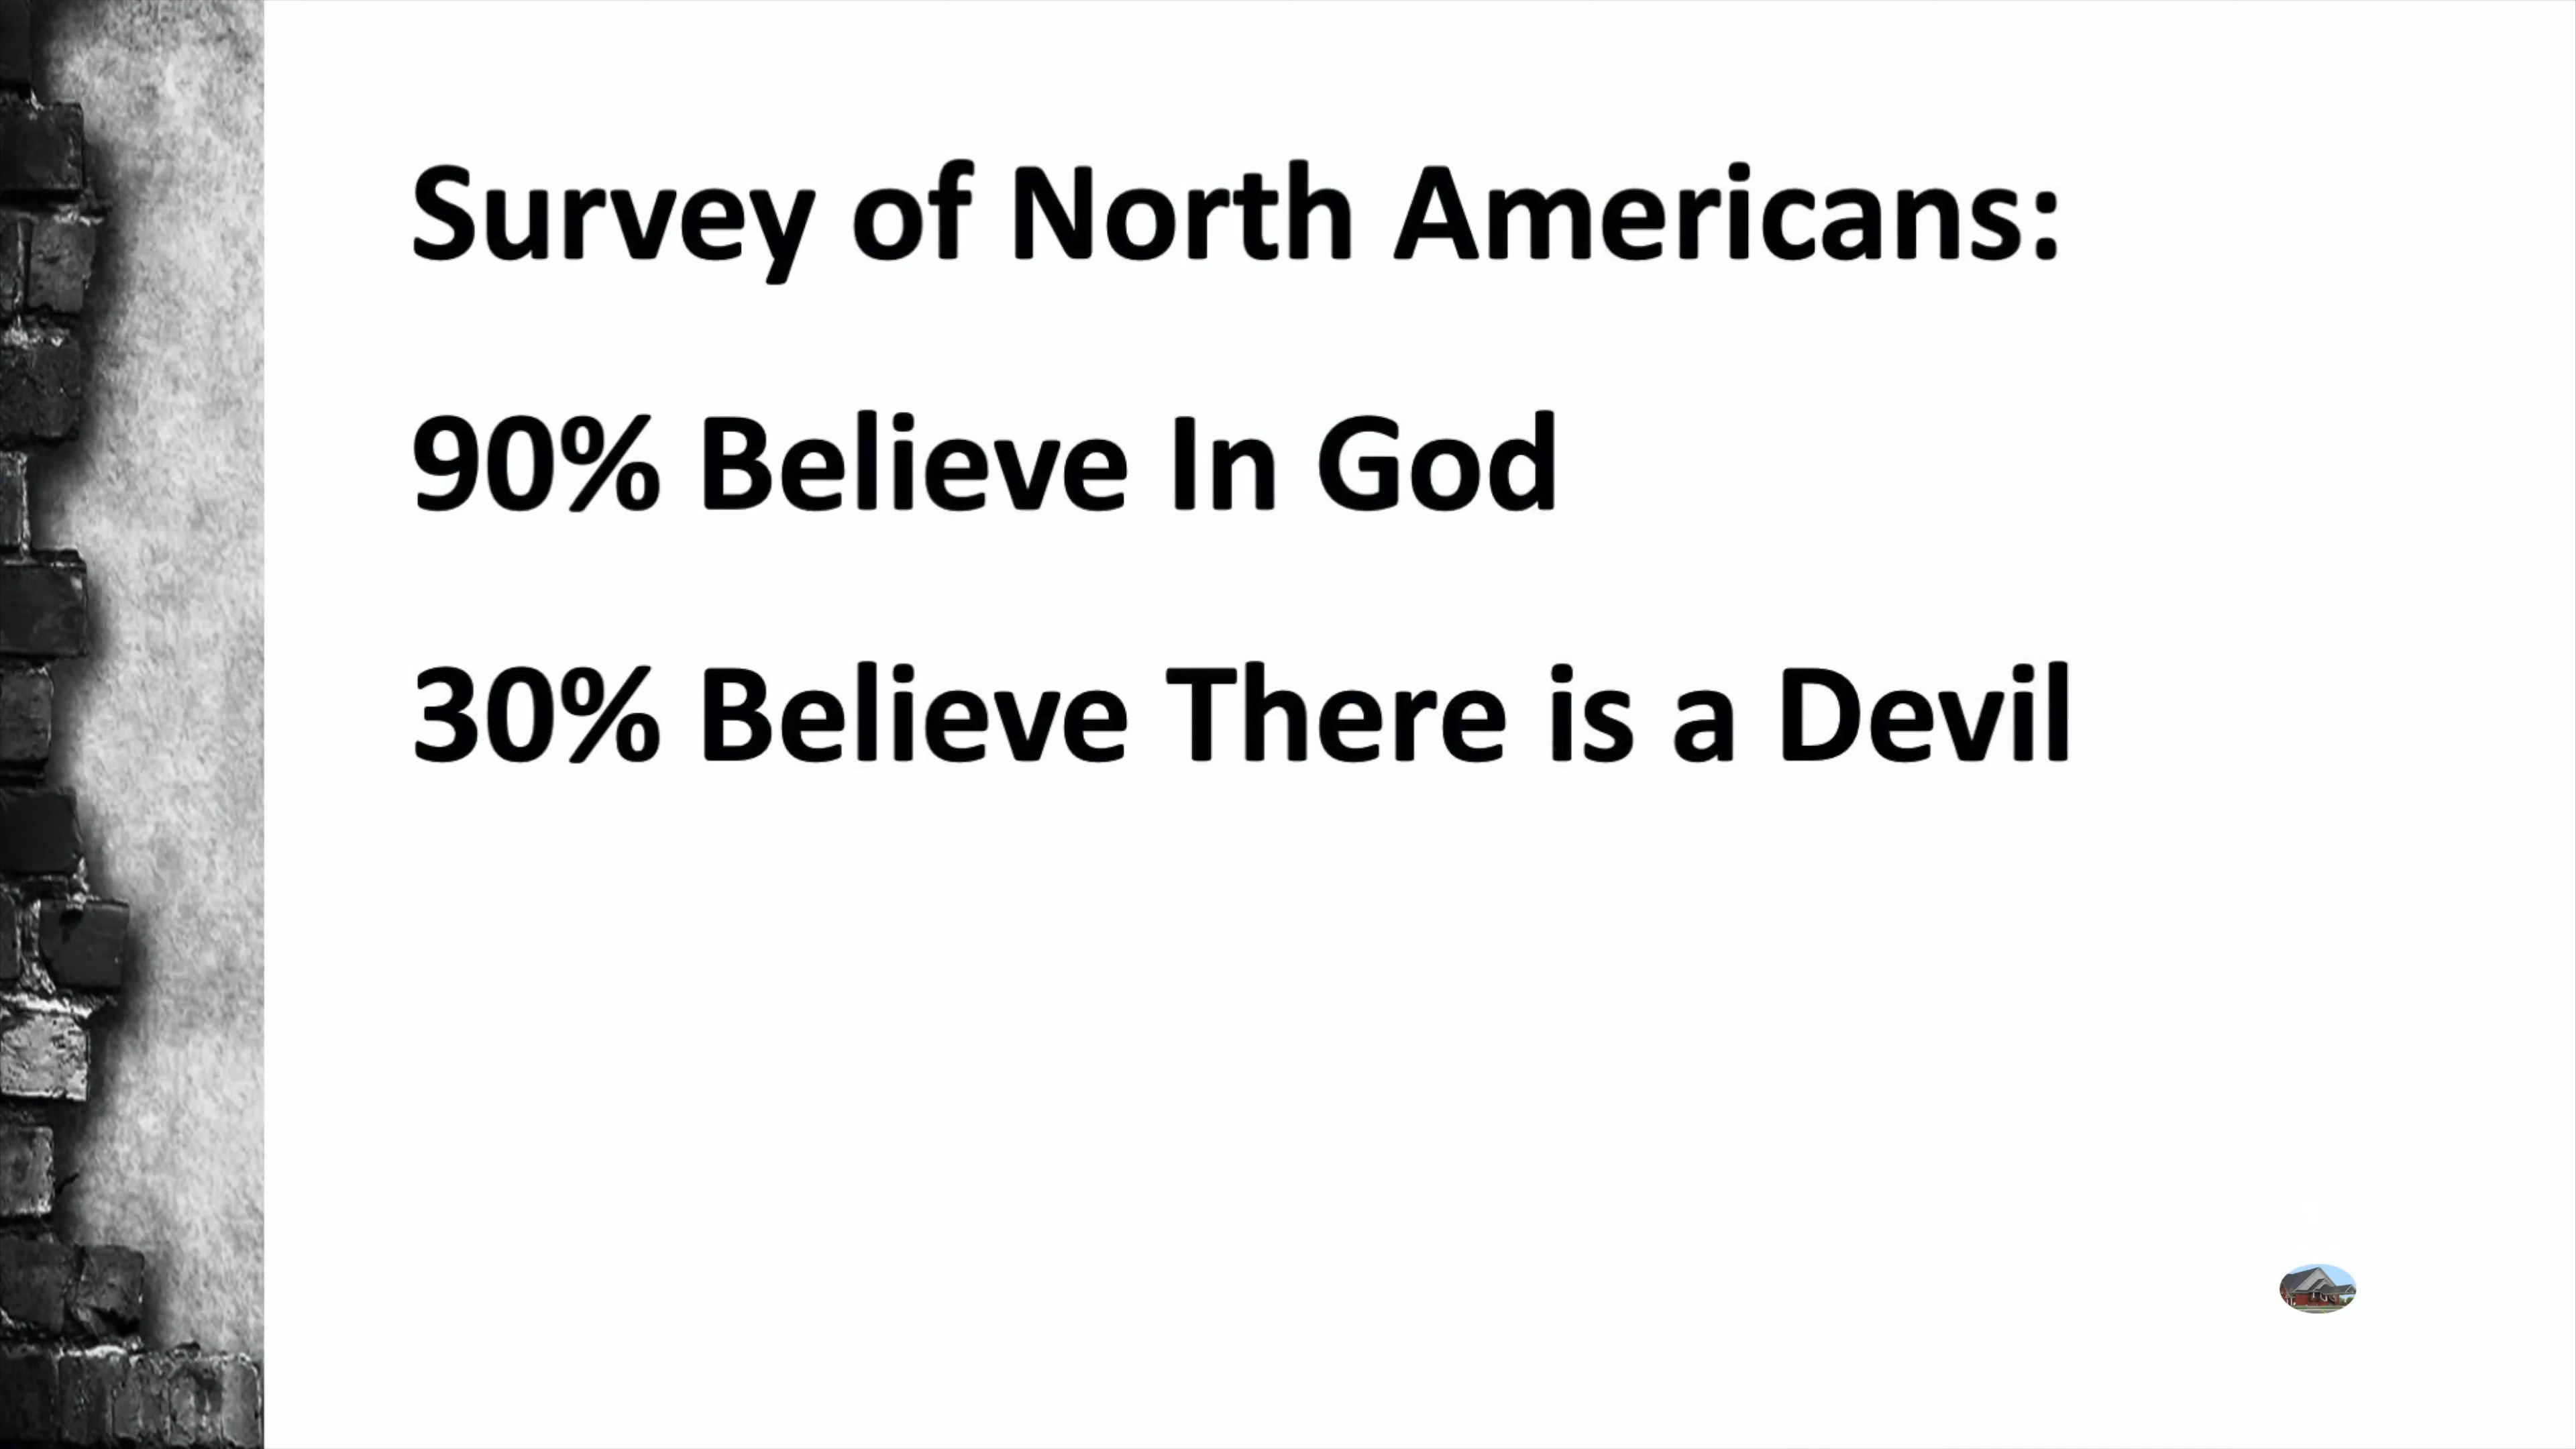 Survey of North Americans:
90% Believe In God
30% Believe There is a Devil